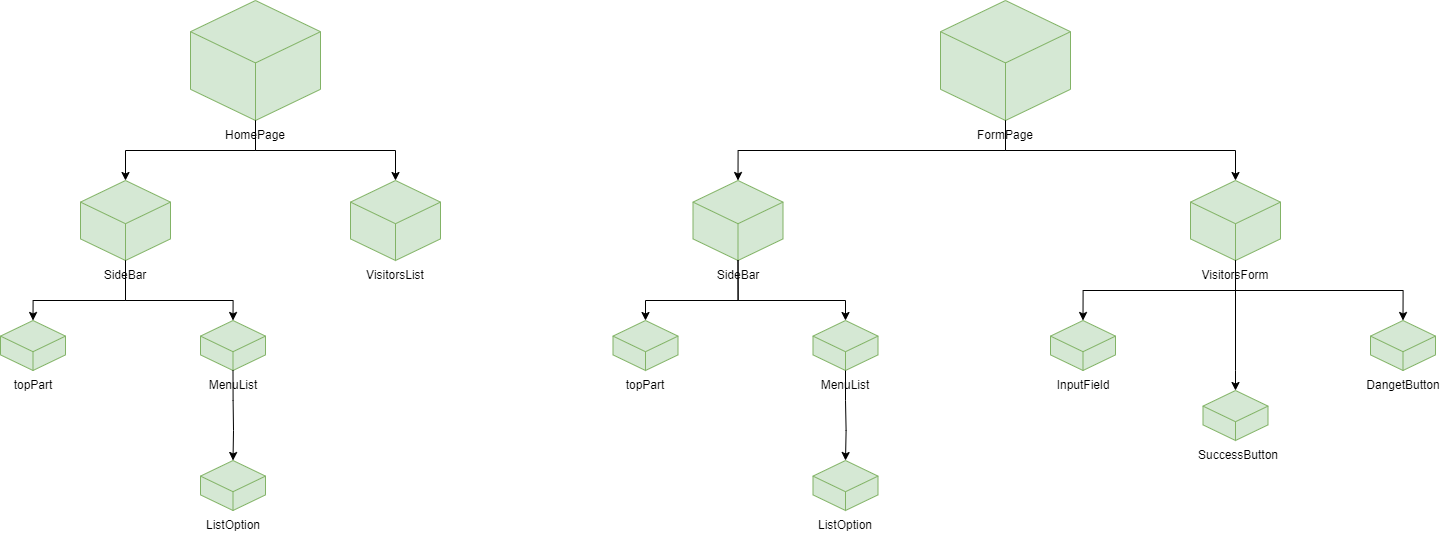 HomePage
FormPage
SideBar
VisitorsList
SideBar
VisitorsForm
topPart
MenuList
topPart
MenuList
InputField
DangetButton
SuccessButton
ListOption
ListOption